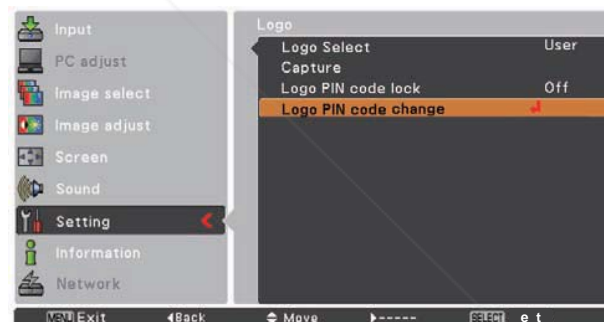 Input
PC adjust
Image select
Image adjust
Screen
Sound
Setting
Information
Network
Logo
Logo Select User
Capture
Logo PIN code lock Off
Logo PIN code change
MENU Exit ◀Back Move ▶----- SELECT et